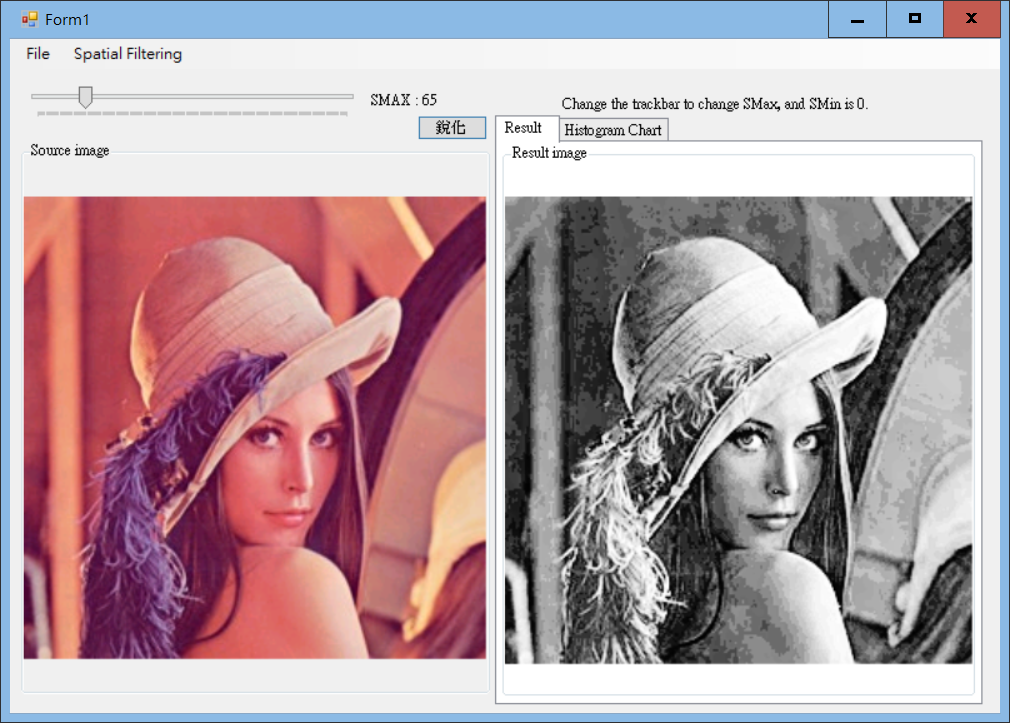 Form1
File Spatial Filtering
SMAX : 65
Change the trackbar to change SMax, and SMin is 0.
銳化
Result Histogram Chart
Source image
Result image